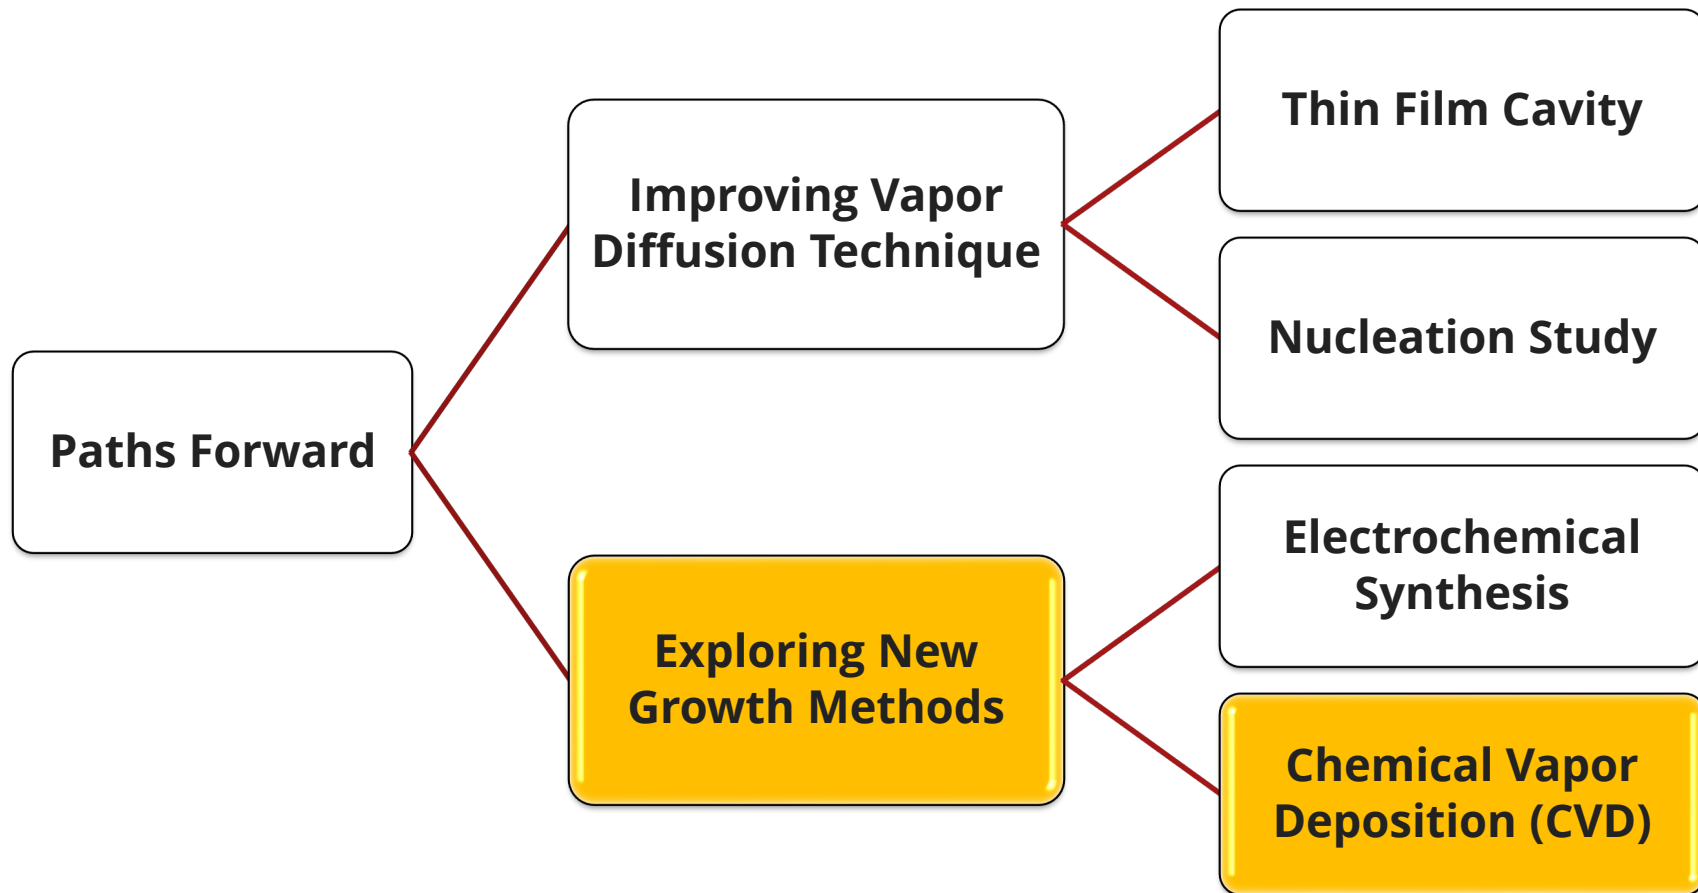 Paths Forward
Improving Vapor
Diffusion Technique
Thin Film Cavity
Nucleation Study
Exploring New
Growth Methods
Electrochemical
Synthesis
Chemical Vapor
Deposition (CVD)